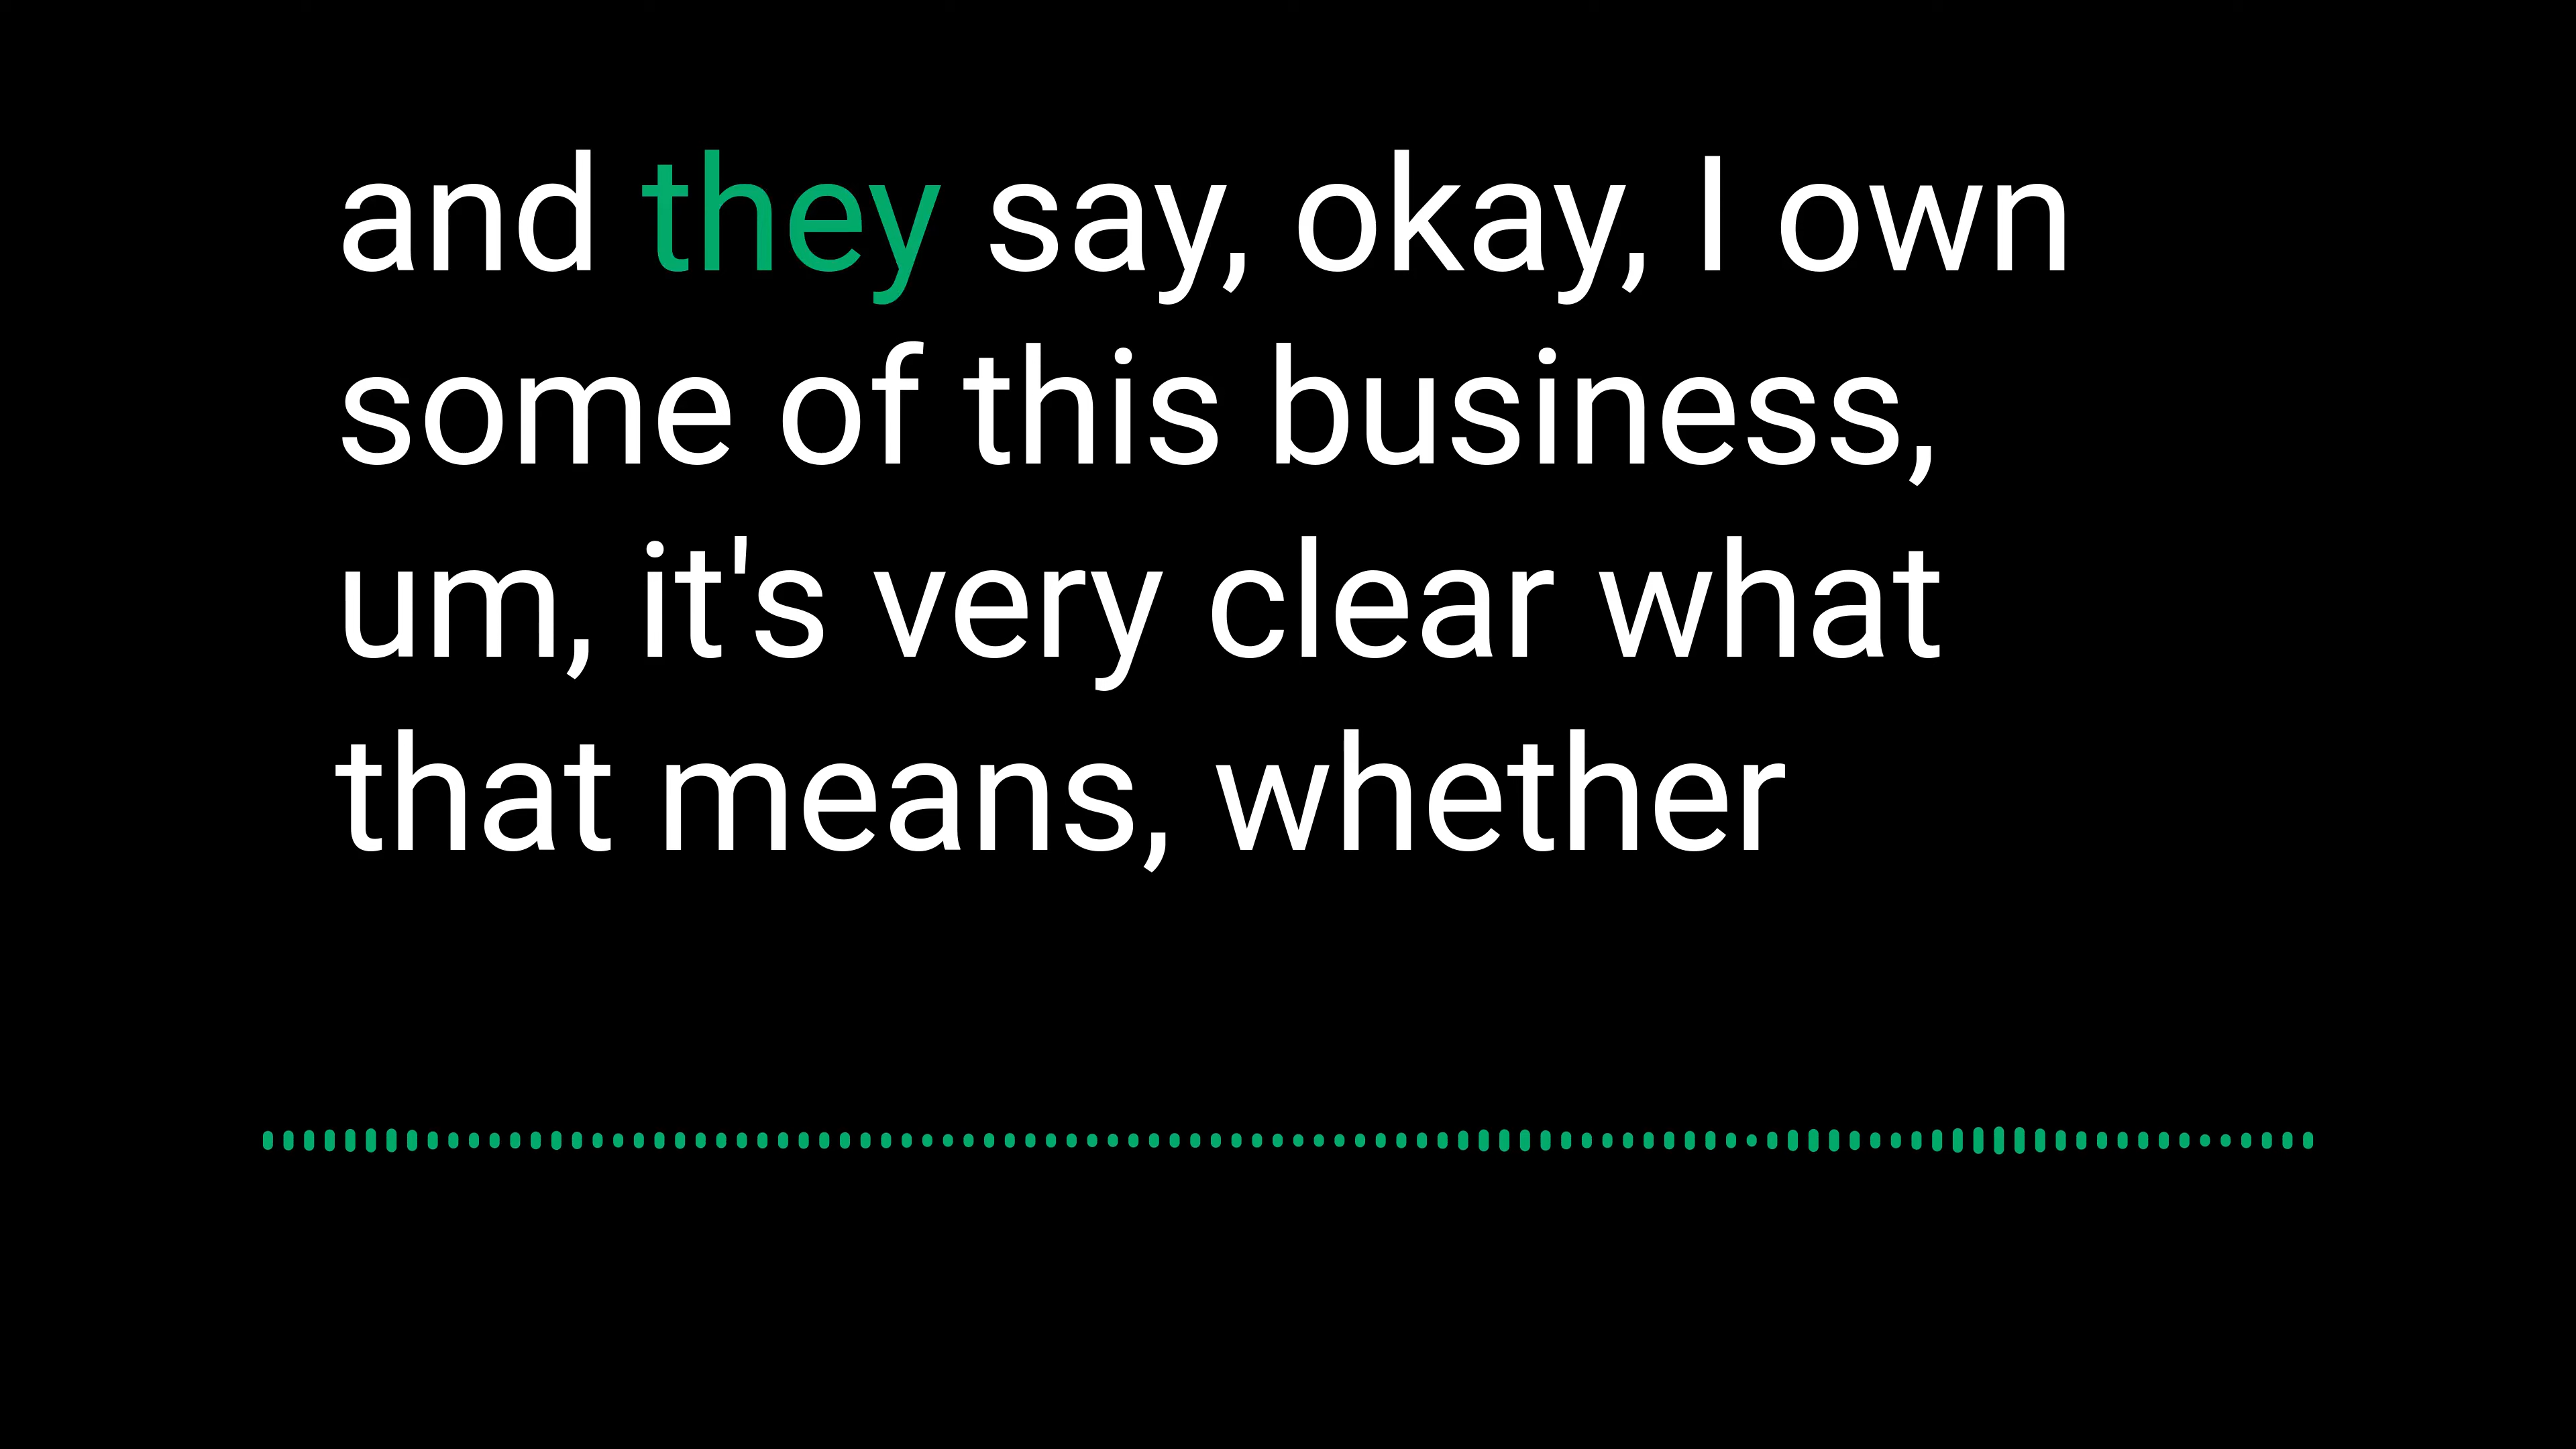 and they say, okay, I own
some of this business,
um, it's very clear what
that means, whether